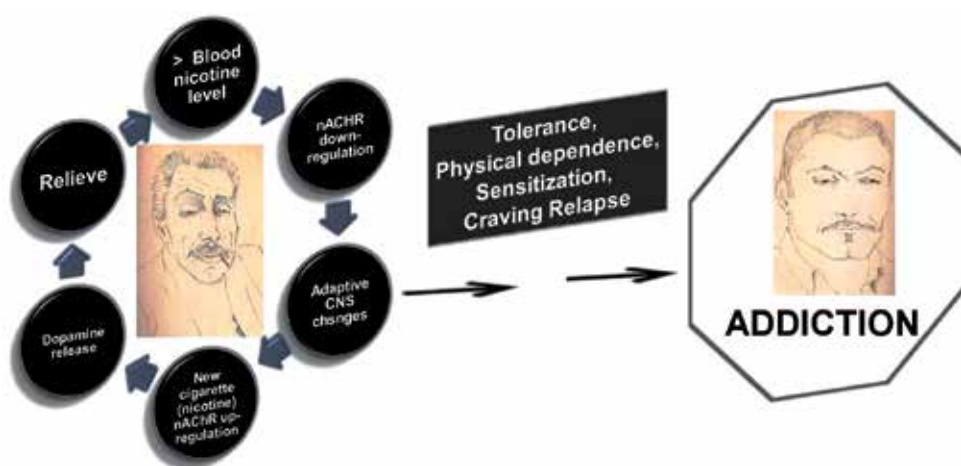 > Blood
nicotine
level
nACHR
down-
regulation
Adaptive
CNS
chsnges
New
cigarette
(nicotine)
nAChR up-
regulation
Dopamine
release
Relieve
Tolerance,
Physical dependence,
Sensitization,
Craving Relapse
ADDICTION